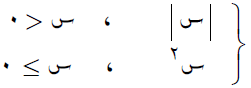 |س| ، س < ٠
س٢ ، س ≥ ٠